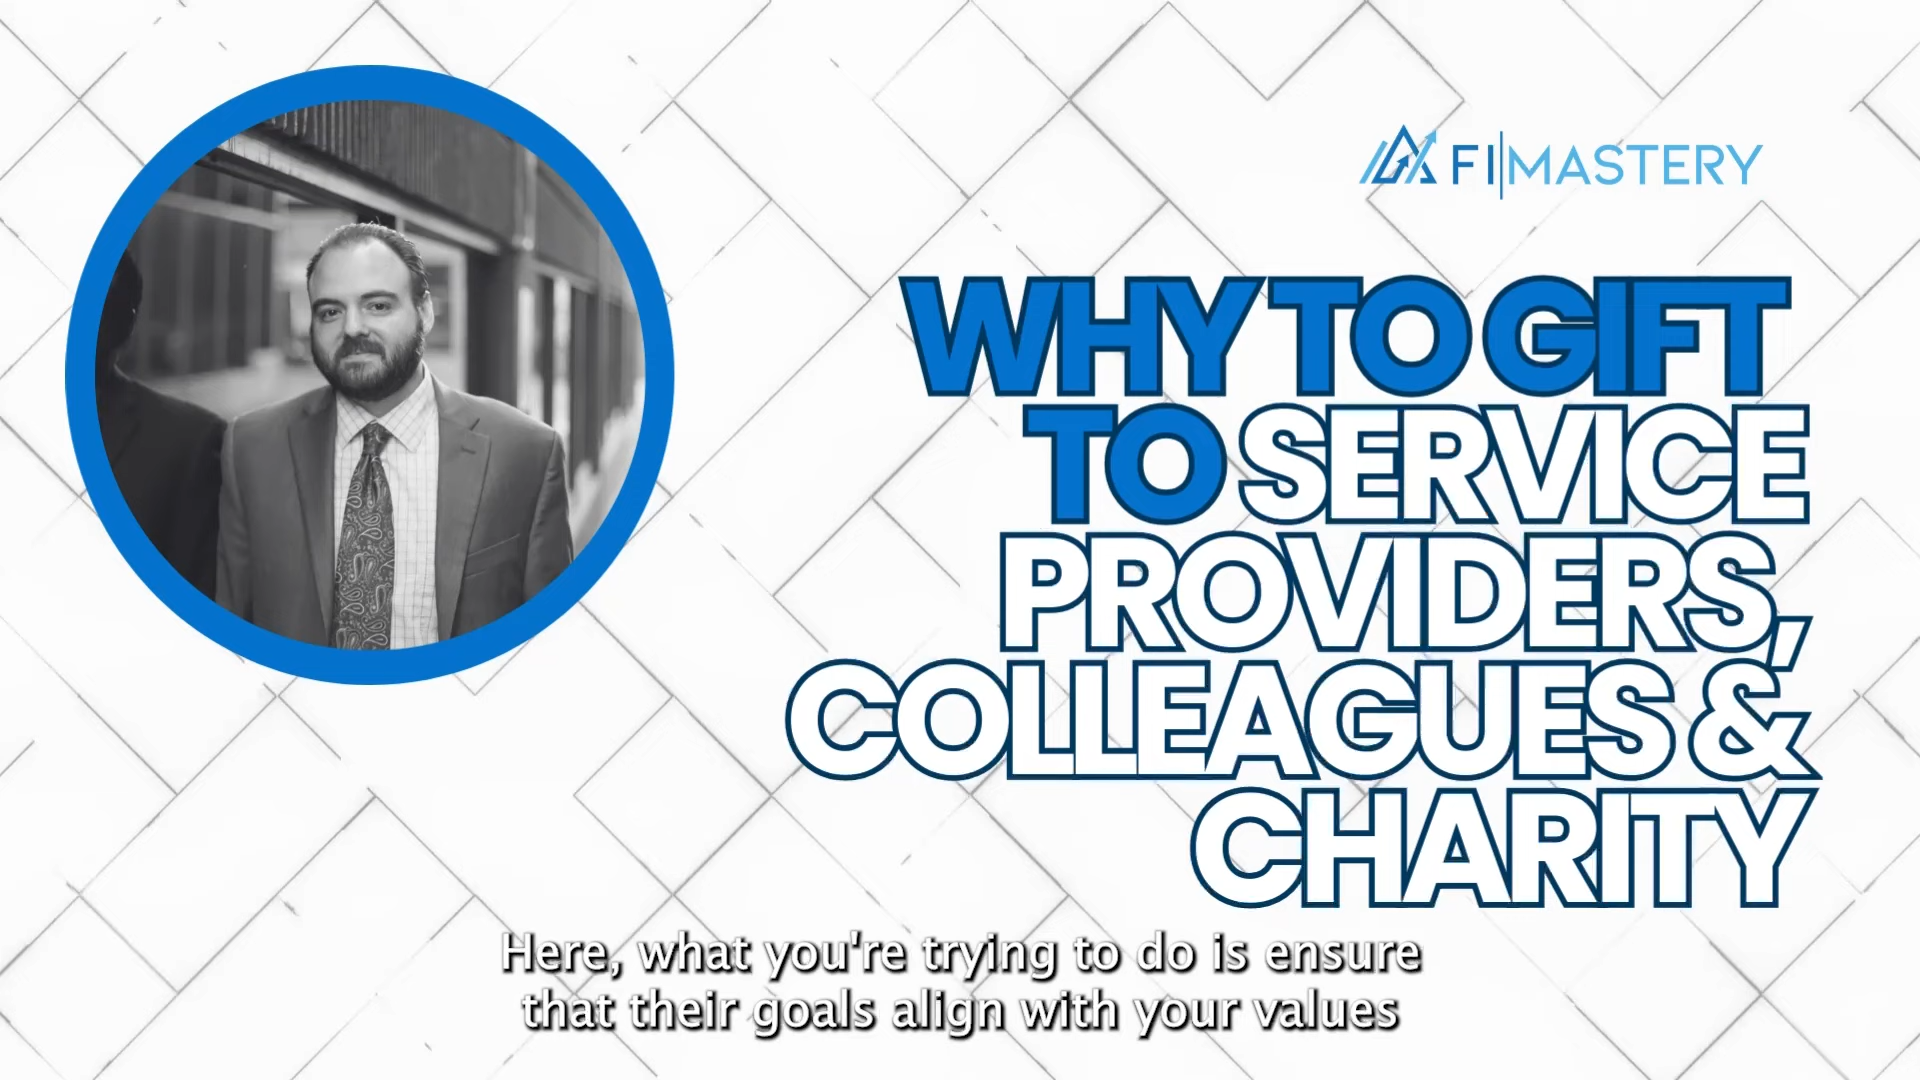 FI|MASTERY
WHY TO GIFT
TO SERVICE
PROVIDERS,
COLLEAGUES &
CHARITY
Here, what you're trying to do is ensure
that their goals align with your values